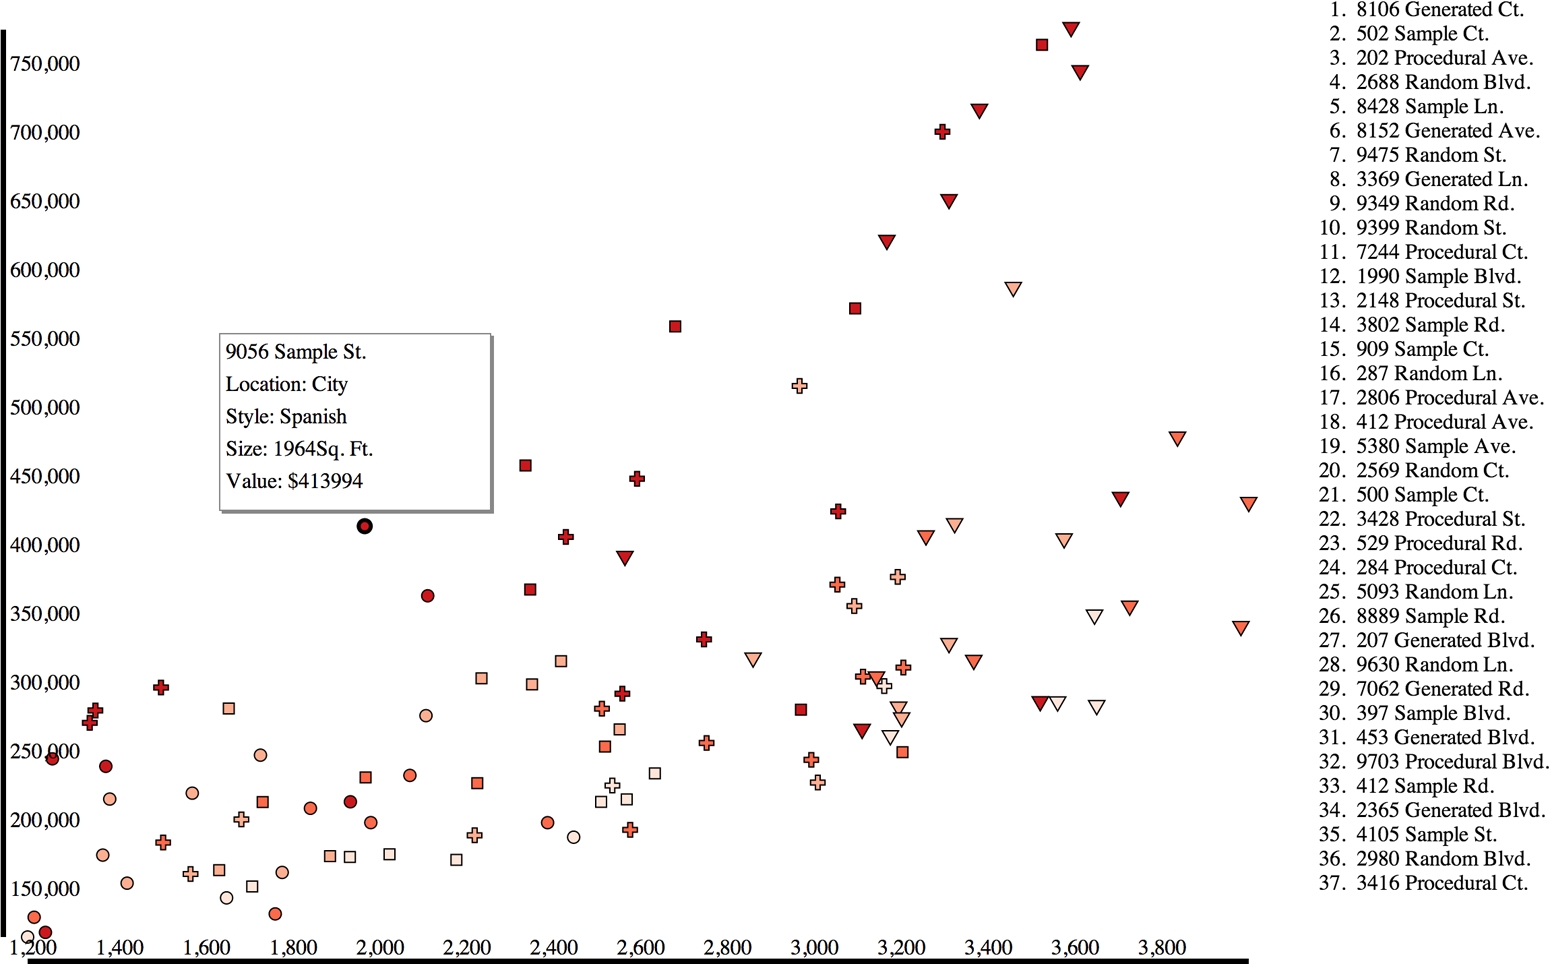 750,000
700,000
650,000
600,000
550,000
500,000
450,000
400,000
350,000
300,000
250,000
200,000
150,000
9056 Sample St.
Location: City
Style: Spanish
Size: 1964Sq. Ft.
Value: $413994
1,200 1,400 1,600 1,800 2,000 2,200 2,400 2,600 2,800 3,000 3,200 3,400 3,600 3,800
1. 8106 Generated Ct.
2. 502 Sample Ct.
3. 202 Procedural Ave.
4. 2688 Random Blvd.
5. 8428 Sample Ln.
6. 8152 Generated Ave.
7. 9475 Random St.
8. 3369 Generated Ln.
9. 9349 Random Rd.
10. 9399 Random St.
11. 7244 Procedural Ct.
12. 1990 Sample Blvd.
13. 2148 Procedural St.
14. 3802 Sample Rd.
15. 909 Sample Ct.
16. 287 Random Ln.
17. 2806 Procedural Ave.
18. 412 Procedural Ave.
19. 5380 Sample Ave.
20. 2569 Random Ct.
21. 500 Sample Ct.
22. 3428 Procedural St.
23. 529 Procedural Rd.
24. 284 Procedural Ct.
25. 5093 Random Ln.
26. 8889 Sample Rd.
27. 207 Generated Blvd.
28. 9630 Random Ln.
29. 7062 Generated Rd.
30. 397 Sample Blvd.
31. 453 Generated Blvd.
32. 9703 Procedural Blvd.
33. 412 Sample Rd.
34. 2365 Generated Blvd.
35. 4105 Sample St.
36. 2980 Random Blvd.
37. 3416 Procedural Ct.